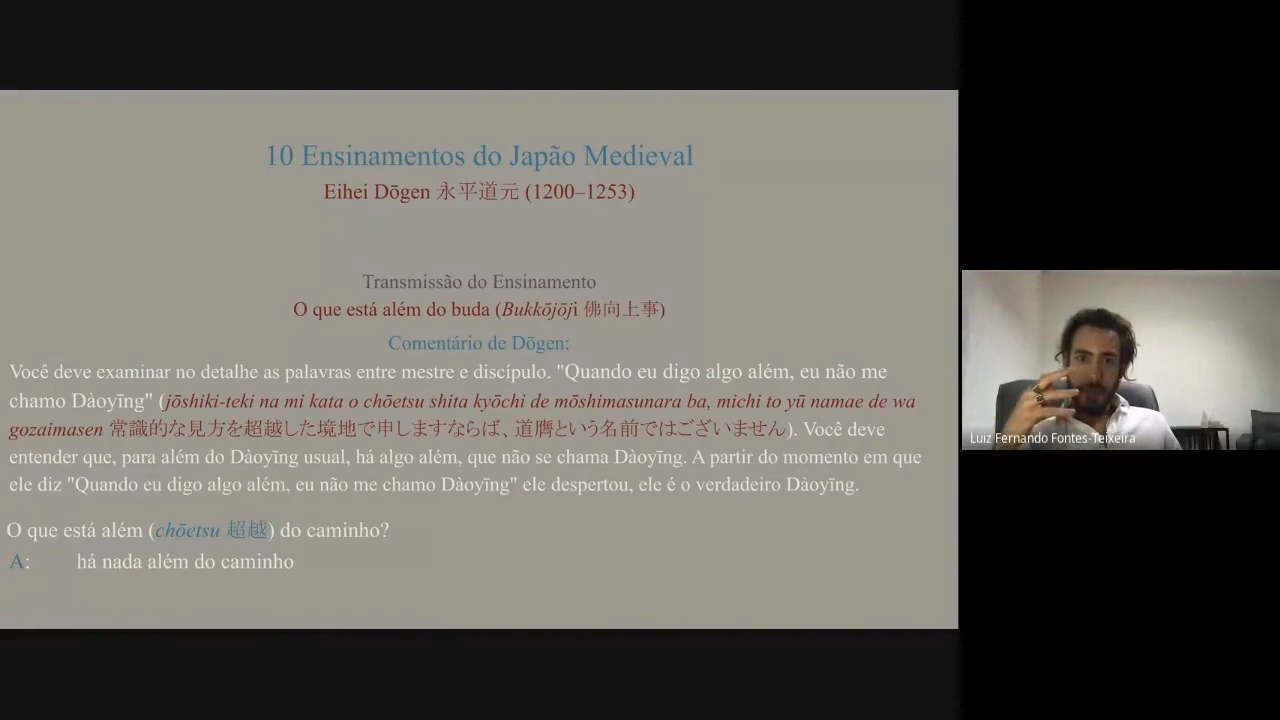 10 Ensinamentos do Japão Medieval
Eihei Dōgen 永平道元 (1200–1253)
Transmissão do Ensinamento
O que está além do buda (Bukkōjōji 佛向上事)
Comentário de Dōgen:
Você deve examinar no detalhe as palavras entre mestre e discípulo. "Quando eu digo algo além, eu não me
chamo Dàoyīng" (jōshiki-teki na mi kata o chōetsu shita kyōchi de mōshimasunara ba, michi to yū namae de wa
gozaimasen 常識的な見方を超越した境地で申しますならば、道膺という名前ではございません). Você deve
entender que, para além do Dàoyīng usual, há algo além, que não se chama Dàoyīng. A partir do momento em que
ele diz "Quando eu digo algo além, eu não me chamo Dàoyīng" ele despertou, ele é o verdadeiro Dàoyīng.
O que está além (chōetsu 超越) do caminho?
A: há nada além do caminho
Luiz Fernando Fontes-Teixeira